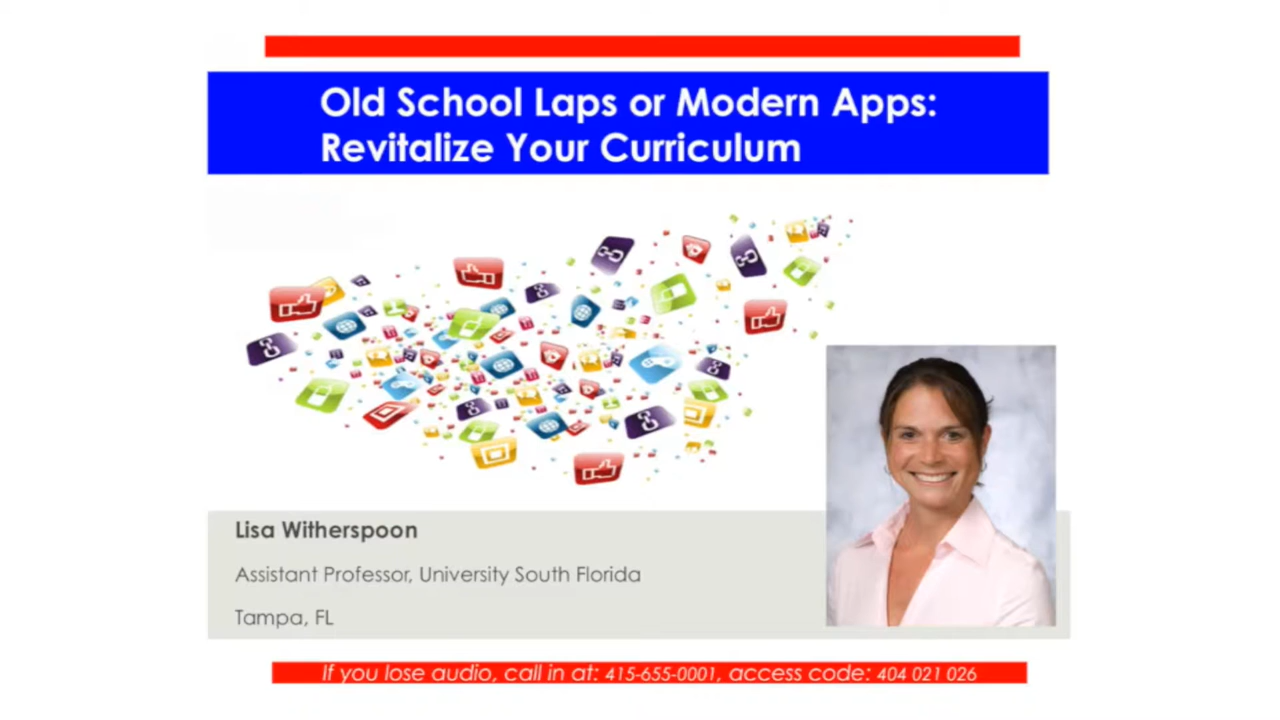 Old School Laps or Modern Apps:
Revitalize Your Curriculum
Lisa Witherspoon
Assistant Professor, University South Florida
Tampa, FL
If you lose audio, call in at: 415-655-0001, access code: 404 021 026